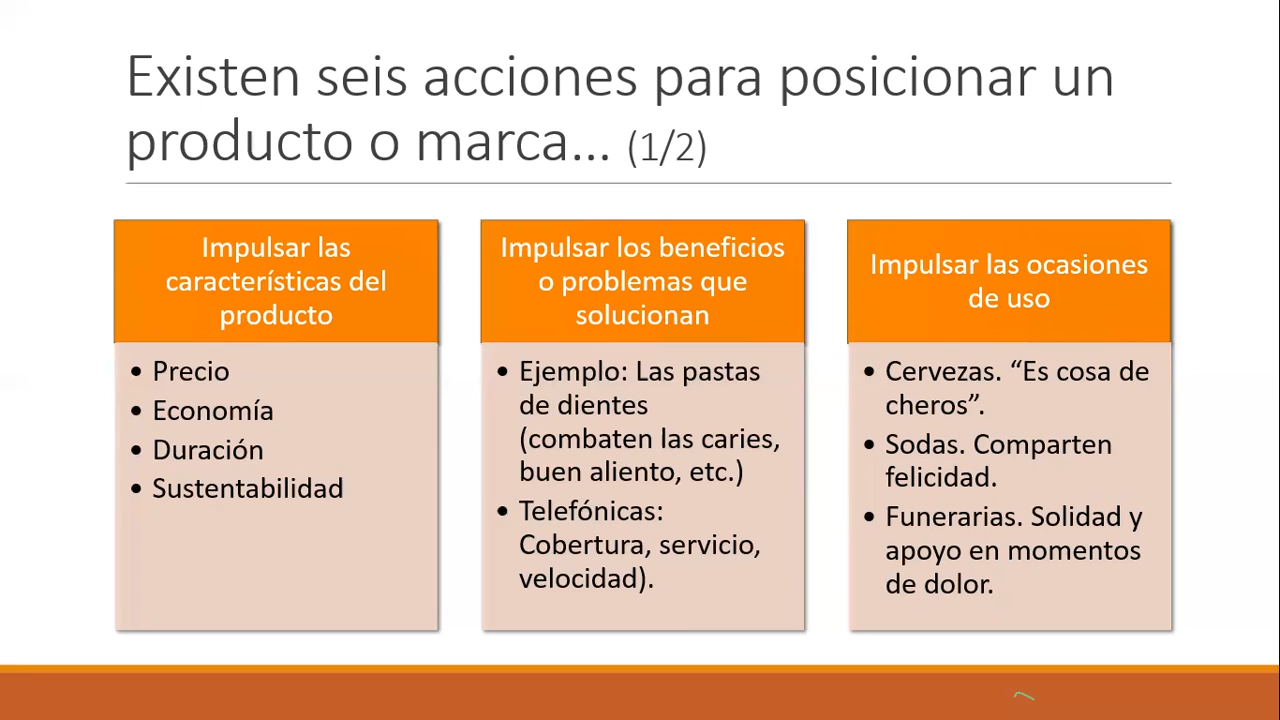 Existen seis acciones para posicionar un
producto o marca... (1/2)
Impulsar las
características del
producto
• Precio
• Economía
• Duración
• Sustentabilidad
Impulsar los beneficios
o problemas que
solucionan
• Ejemplo: Las pastas
de dientes
(combaten las caries,
buen aliento, etc.)
• Telefónicas:
Cobertura, servicio,
velocidad).
Impulsar las ocasiones
de uso
• Cervezas. “Es cosa de
cheros”.
• Sodas. Comparten
felicidad.
• Funerarias. Solidad y
apoyo en momentos
de dolor.